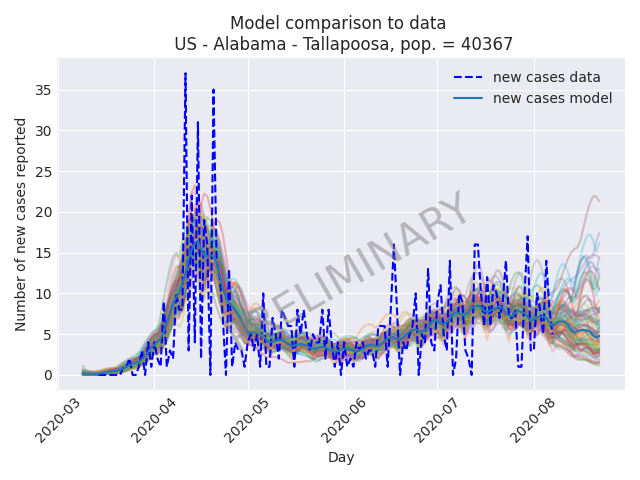 Model comparison to data
US - Alabama - Tallapoosa, pop. = 40367
new cases data
new cases model
Number of new cases reported
35
30
25
20
15
10
5
0
ELIMINARY
2020-03
2020-04
2020-05
2020-06
2020-07
2020-08
Day